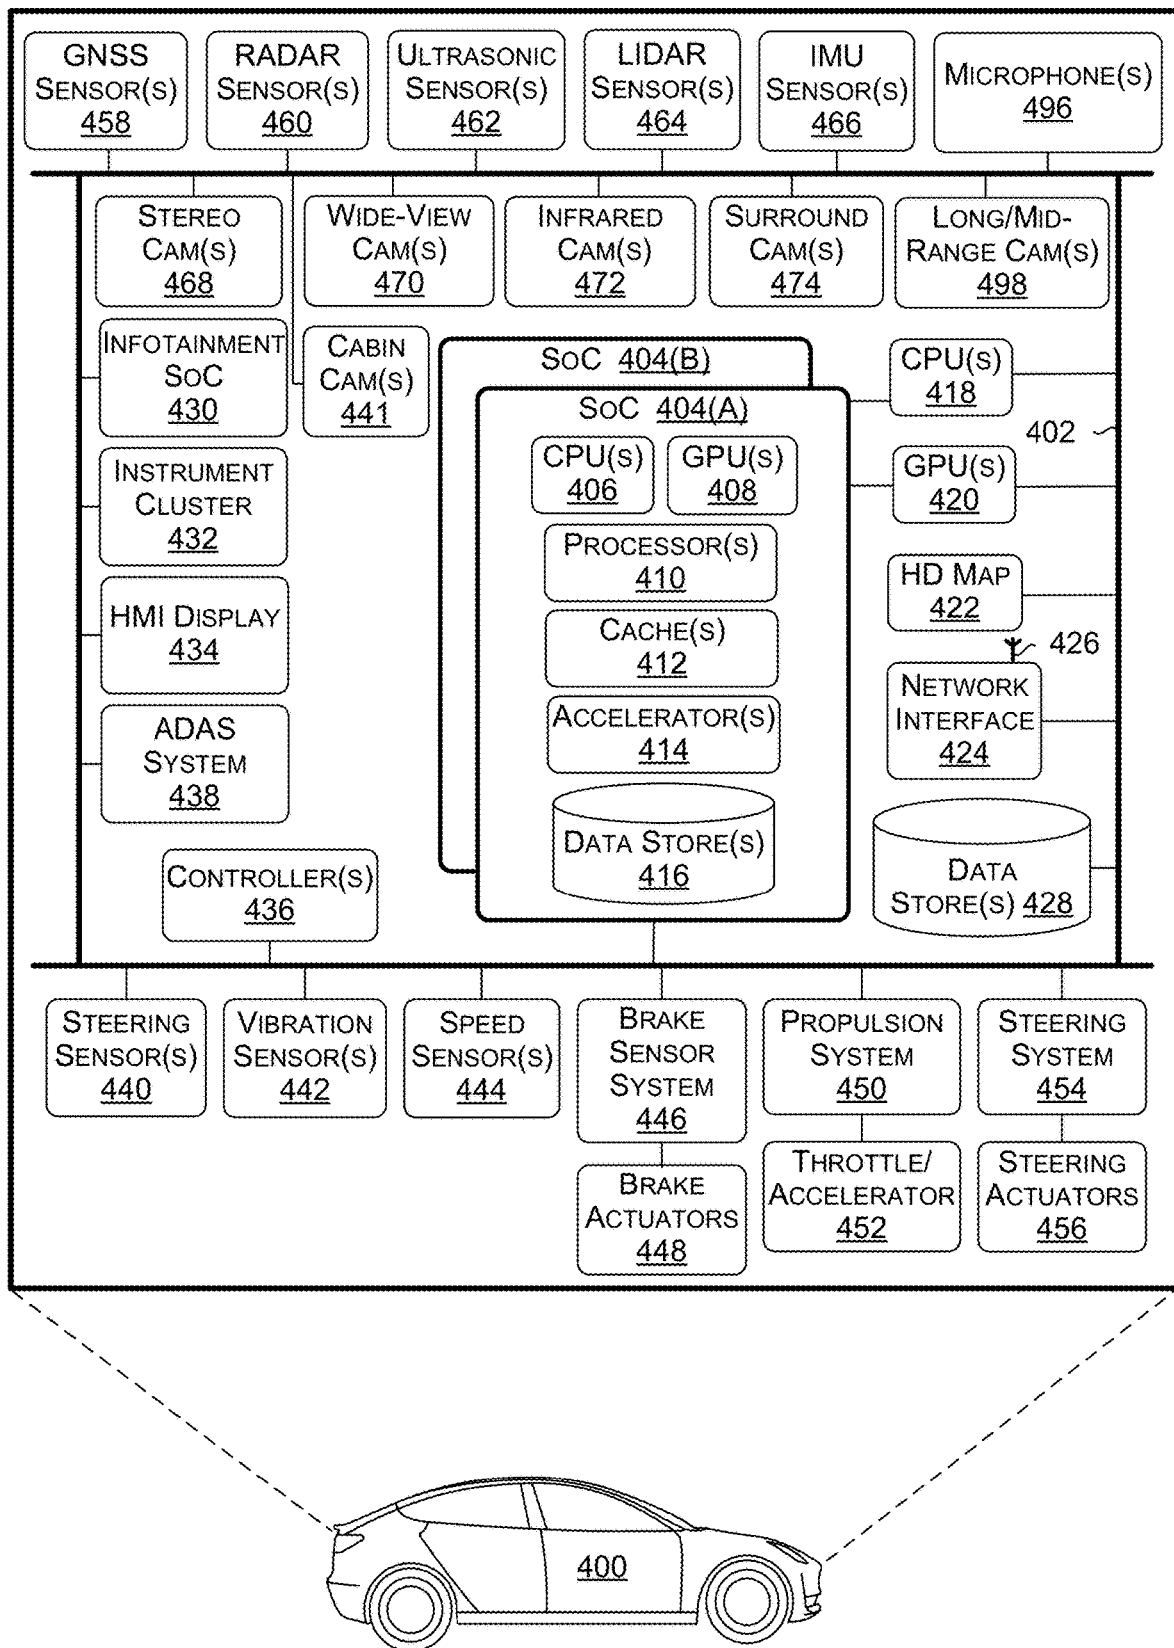 GNSS
SENSOR(S)
458
RADAR
SENSOR(S)
460
ULTRASONIC
SENSOR(S)
462
LIDAR
SENSOR(S)
464
IMU
SENSOR(S)
466
MICROPHONE(S)
496
STEREO
CAM(S)
468
WIDE-VIEW
CAM(S)
470
INFRARED
CAM(S)
472
SURROUND
CAM(S)
474
LONG/MID-
RANGE CAM(S)
498
INFOTAINMENT
SOC
430
CABIN
CAM(S)
441
SOC 404(B)
SOC 404(A)
CPU(S)
406
GPU(S)
408
PROCESSOR(S)
410
CACHE(S)
412
ACCELERATOR(S)
414
DATA STORE(S)
416
CPU(S)
418
402
GPU(S)
420
HD MAP
422
426
NETWORK
INTERFACE
424
DATA
STORE(S) 428
INSTRUMENT
CLUSTER
432
HMI DISPLAY
434
ADAS
SYSTEM
438
CONTROLLER(S)
436
STEERING
SENSOR(S)
440
VIBRATION
SENSOR(S)
442
SPEED
SENSOR(S)
444
BRAKE
SENSOR
SYSTEM
446
PROPULSION
SYSTEM
450
STEERING
SYSTEM
454
BRAKE
ACTUATORS
448
THROTTLE/
ACCELERATOR
452
STEERING
ACTUATORS
456
400